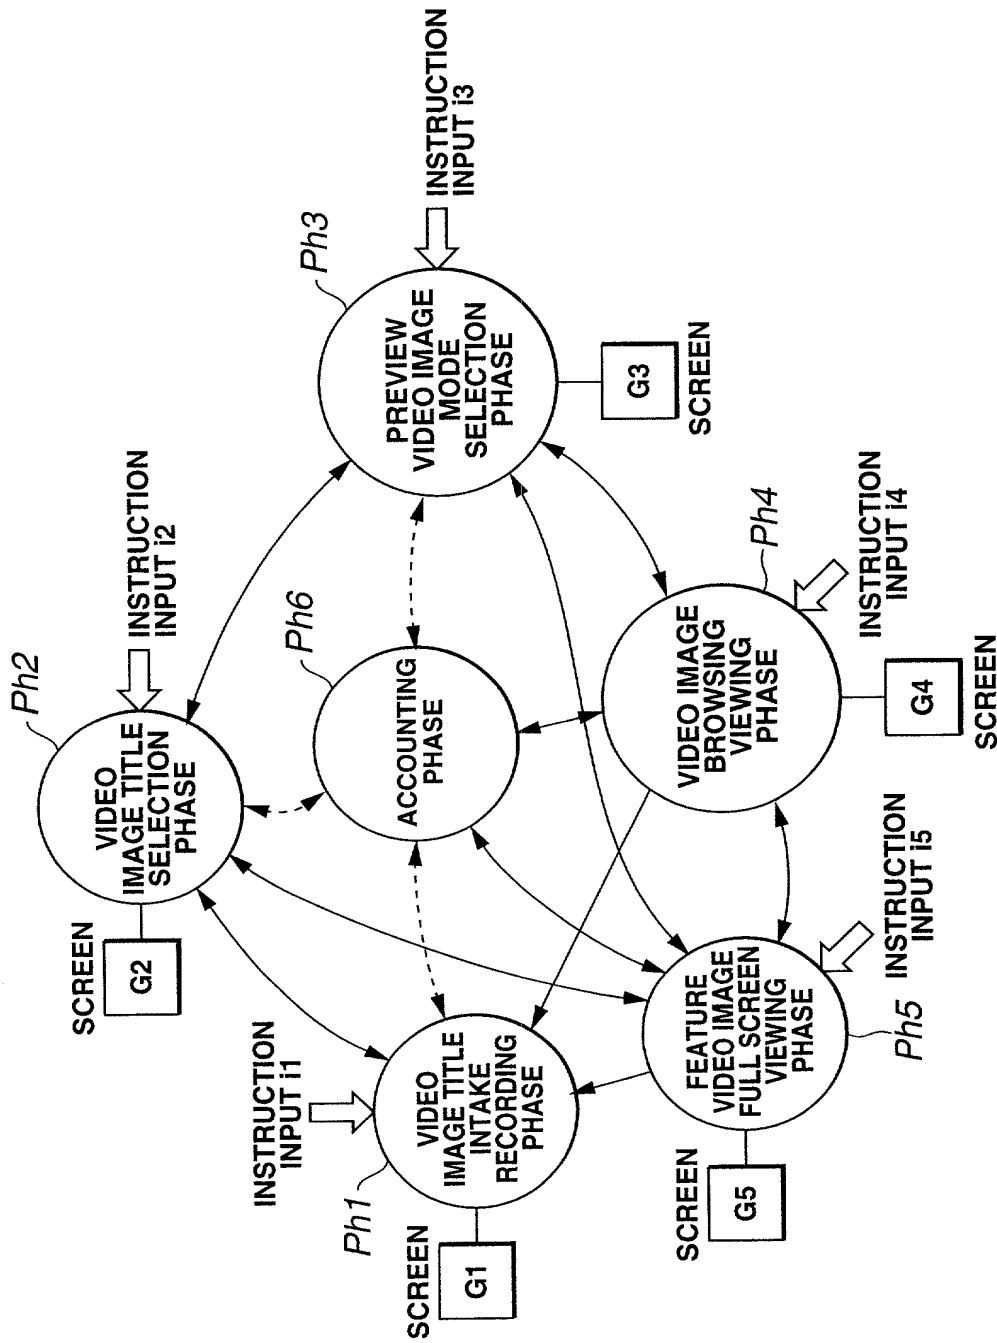 Ph2
VIDEO
IMAGE TITLE
SELECTION
PHASE
INSTRUCTION
INPUT i2
SCREEN
G2
Ph3
PREVIEW
VIDEO IMAGE
MODE
SELECTION
PHASE
INSTRUCTION
INPUT i3
G3
SCREEN
Ph6
ACCOUNTING
PHASE
INSTRUCTION
INPUT i1
Ph1
VIDEO
IMAGE TITLE
INTAKE
RECORDING
PHASE
SCREEN
G1
Ph4
VIDEO IMAGE
BROWSING
VIEWING
PHASE
INSTRUCTION
INPUT i4
G4
SCREEN
Ph5
FEATURE
VIDEO IMAGE
FULL SCREEN
VIEWING
PHASE
INSTRUCTION
INPUT i5
SCREEN
G5